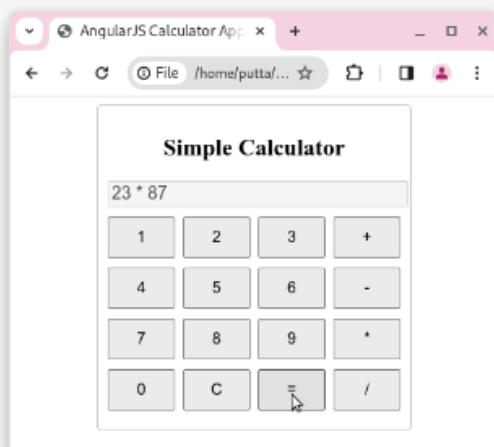 AngularJS Calculator App
File /home/putta/...
Simple Calculator
23 * 87
1 2 3 +
4 5 6 -
7 8 9 *
0 C = /